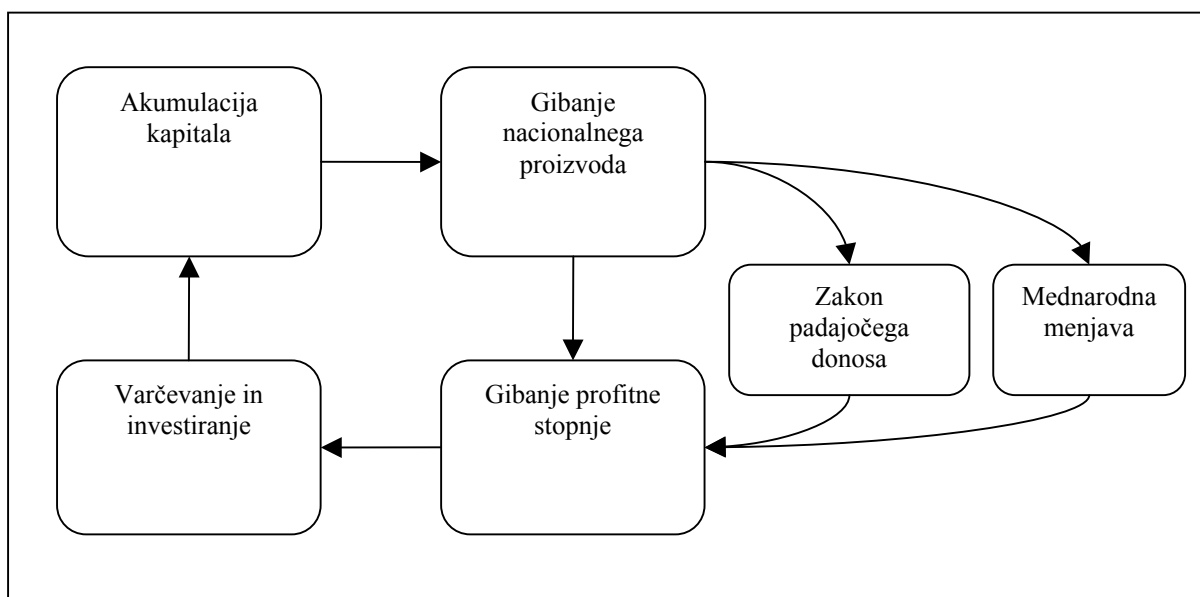 Akumulacija
kapitala
Gibanje
nacionalnega
proizvoda
Zakon
padajočega
donosa
Mednarodna
menjava
Varčevanje in
investiranje
Gibanje profitne
stopnje